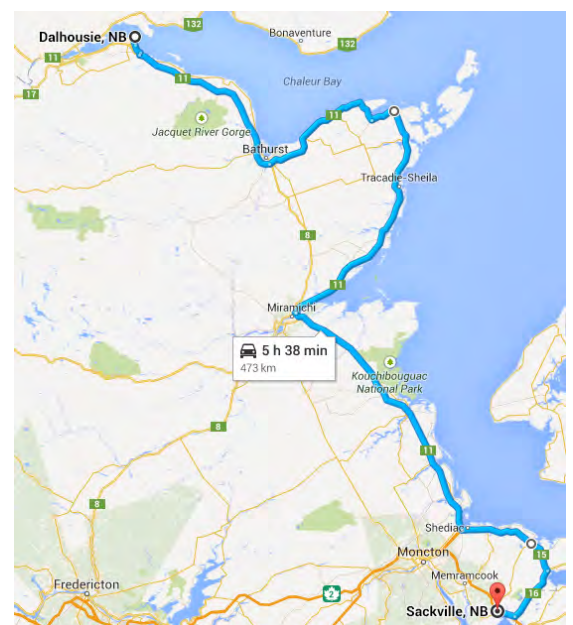 132
Bonaventure
132
Dalhousie, NB
11
17
11
Chaleur Bay
Jacquet River Gorge
11
Bathurst
Tracadie-Sheila
8
11
Miramichi
5 h 38 min
473 km
Kouchibouguac
National Park
8
11
8
Shediac
Moncton
15
Memramcook
2
16
Fredericton
Sackville, NB